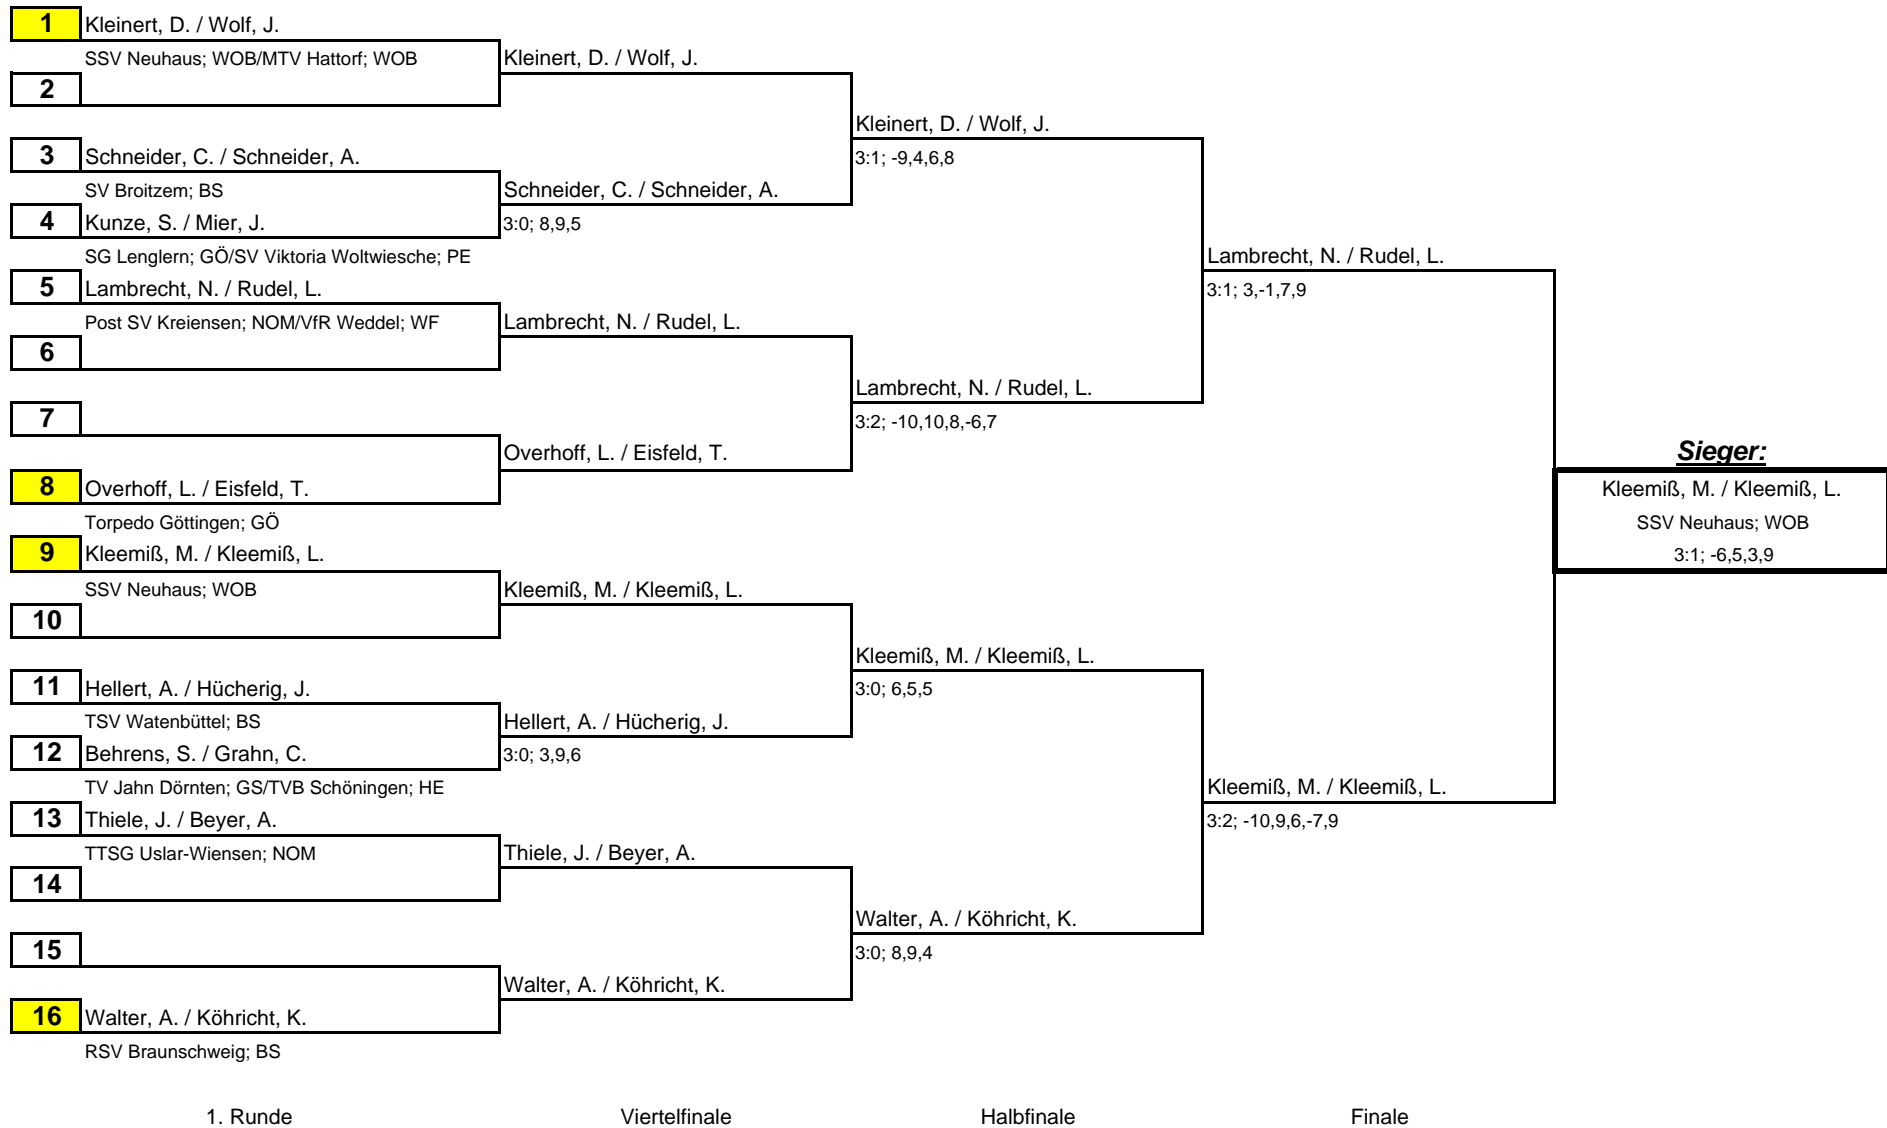 1 Kleinert, D. / Wolf, J.
SSV Neuhaus; WOB/MTV Hattorf; WOB
Kleinert, D. / Wolf, J.
2
Kleinert, D. / Wolf, J.
3 Schneider, C. / Schneider, A.
3:1; -9,4,6,8
SV Broitzem; BS
Schneider, C. / Schneider, A.
4 Kunze, S. / Mier, J.
3:0; 8,9,5
SG Lenglern; GÖ/SV Viktoria Woltwiesche; PE
Lambrecht, N. / Rudel, L.
5 Lambrecht, N. / Rudel, L.
3:1; 3,-1,7,9
Post SV Kreiensen; NOM/VfR Weddel; WF
Lambrecht, N. / Rudel, L.
6
Lambrecht, N. / Rudel, L.
7
3:2; -10,10,8,-6,7
Overhoff, L. / Eisfeld, T.
Sieger:
8 Overhoff, L. / Eisfeld, T.
Kleemiß, M. / Kleemiß, L.
Torpedo Göttingen; GÖ
SSV Neuhaus; WOB
9 Kleemiß, M. / Kleemiß, L.
3:1; -6,5,3,9
SSV Neuhaus; WOB
Kleemiß, M. / Kleemiß, L.
10
Kleemiß, M. / Kleemiß, L.
11 Hellert, A. / Hücherig, J.
3:0; 6,5,5
TSV Watenbüttel; BS
Hellert, A. / Hücherig, J.
12 Behrens, S. / Grahn, C.
3:0; 3,9,6
TV Jahn Dörnten; GS/TVB Schöningen; HE
Kleemiß, M. / Kleemiß, L.
13 Thiele, J. / Beyer, A.
3:2; -10,9,6,-7,9
TTSG Uslar-Wiensen; NOM
Thiele, J. / Beyer, A.
14
Walter, A. / Köhricht, K.
15
3:0; 8,9,4
Walter, A. / Köhricht, K.
16 Walter, A. / Köhricht, K.
RSV Braunschweig; BS
1. Runde Viertelfinale Halbfinale Finale